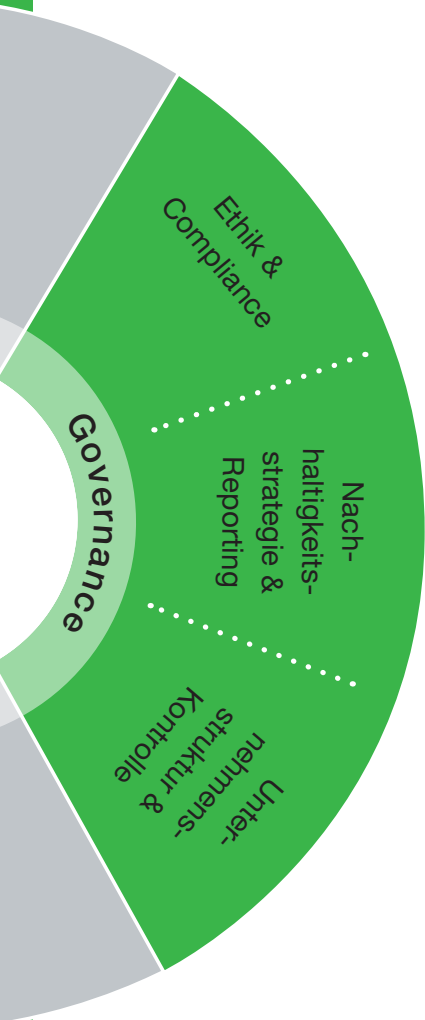 Ethik &
Compliance
Nach-
haltigkeits-
strategie &
Reporting
Governance
Unter-
nehmens-
struktur &
Kontrolle